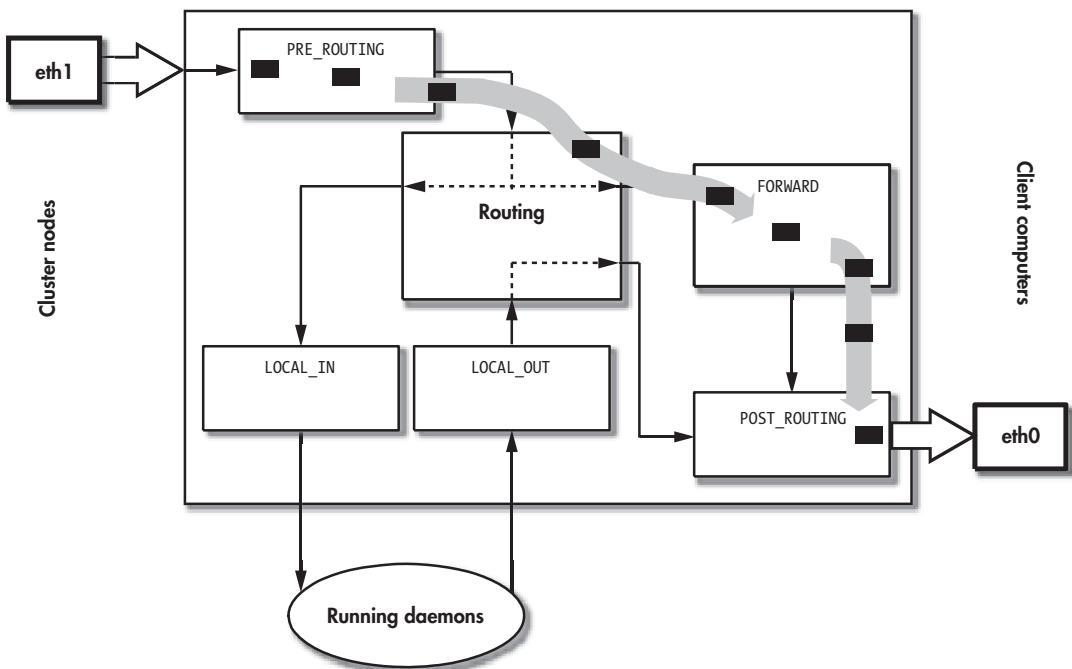 PRE_ROUTING
eth1
Cluster nodes
Routing
FORWARD
Client computers
LOCAL_IN
LOCAL_OUT
POST_ROUTING
eth0
Running daemons